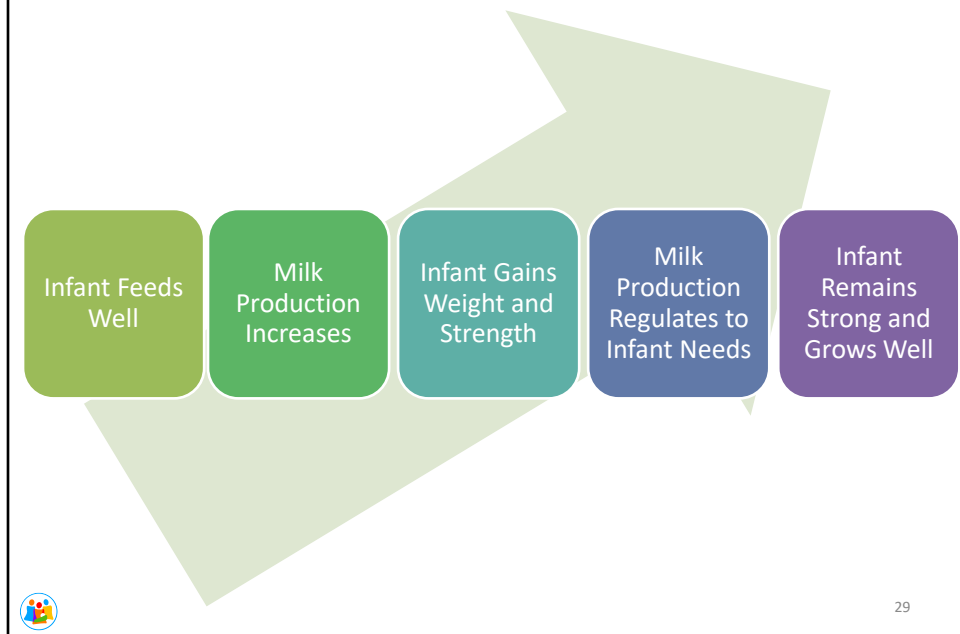 Infant Feeds
Well
Milk
Production
Increases
Infant Gains
Weight and
Strength
Milk
Production
Regulates to
Infant Needs
Infant
Remains
Strong and
Grows Well
29